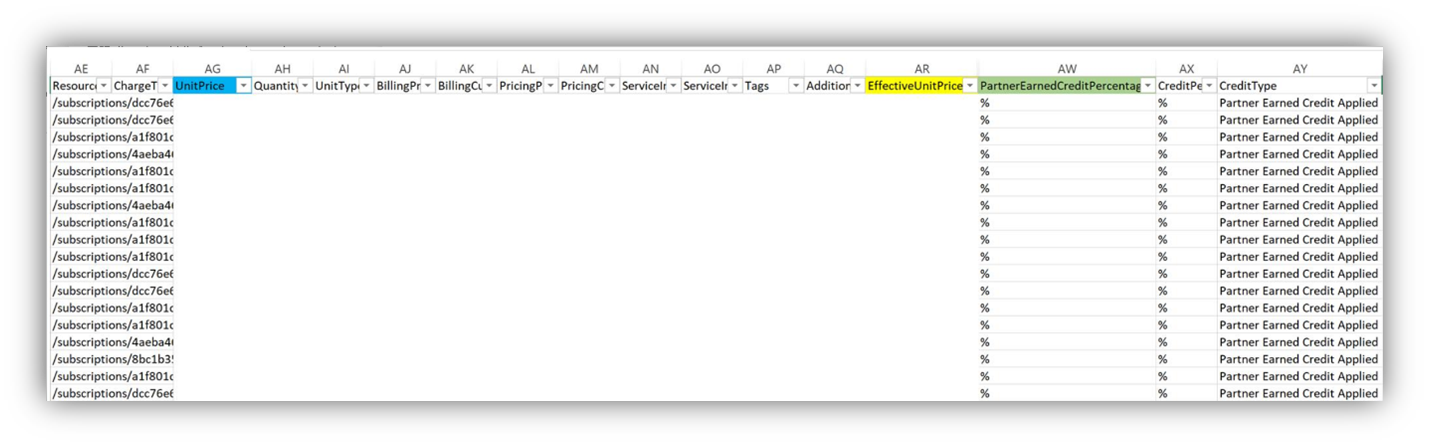 AE AF AG AH AI AJ AK AL AM AN AO AP AQ AR AW AX AY
Resourc ChargeT UnitPrice Quantity UnitType BillingPr BillingCu PricingP PricingC ServiceIn ServiceIn Tags Addition EffectiveUnitPrice PartnerEarnedCreditPercentag CreditPe CreditType
/subscriptions/dcc76e6 % % Partner Earned Credit Applied
/subscriptions/dcc76e6 % % Partner Earned Credit Applied
/subscriptions/a1f801c % % Partner Earned Credit Applied
/subscriptions/4aeba46 % % Partner Earned Credit Applied
/subscriptions/a1f801c % % Partner Earned Credit Applied
/subscriptions/a1f801c % % Partner Earned Credit Applied
/subscriptions/4aeba46 % % Partner Earned Credit Applied
/subscriptions/a1f801c % % Partner Earned Credit Applied
/subscriptions/a1f801c % % Partner Earned Credit Applied
/subscriptions/a1f801c % % Partner Earned Credit Applied
/subscriptions/dcc76e6 % % Partner Earned Credit Applied
/subscriptions/dcc76e6 % % Partner Earned Credit Applied
/subscriptions/a1f801c % % Partner Earned Credit Applied
/subscriptions/a1f801c % % Partner Earned Credit Applied
/subscriptions/4aeba46 % % Partner Earned Credit Applied
/subscriptions/8bc1b35 % % Partner Earned Credit Applied
/subscriptions/a1f801c % % Partner Earned Credit Applied
/subscriptions/dcc76e6 % % Partner Earned Credit Applied